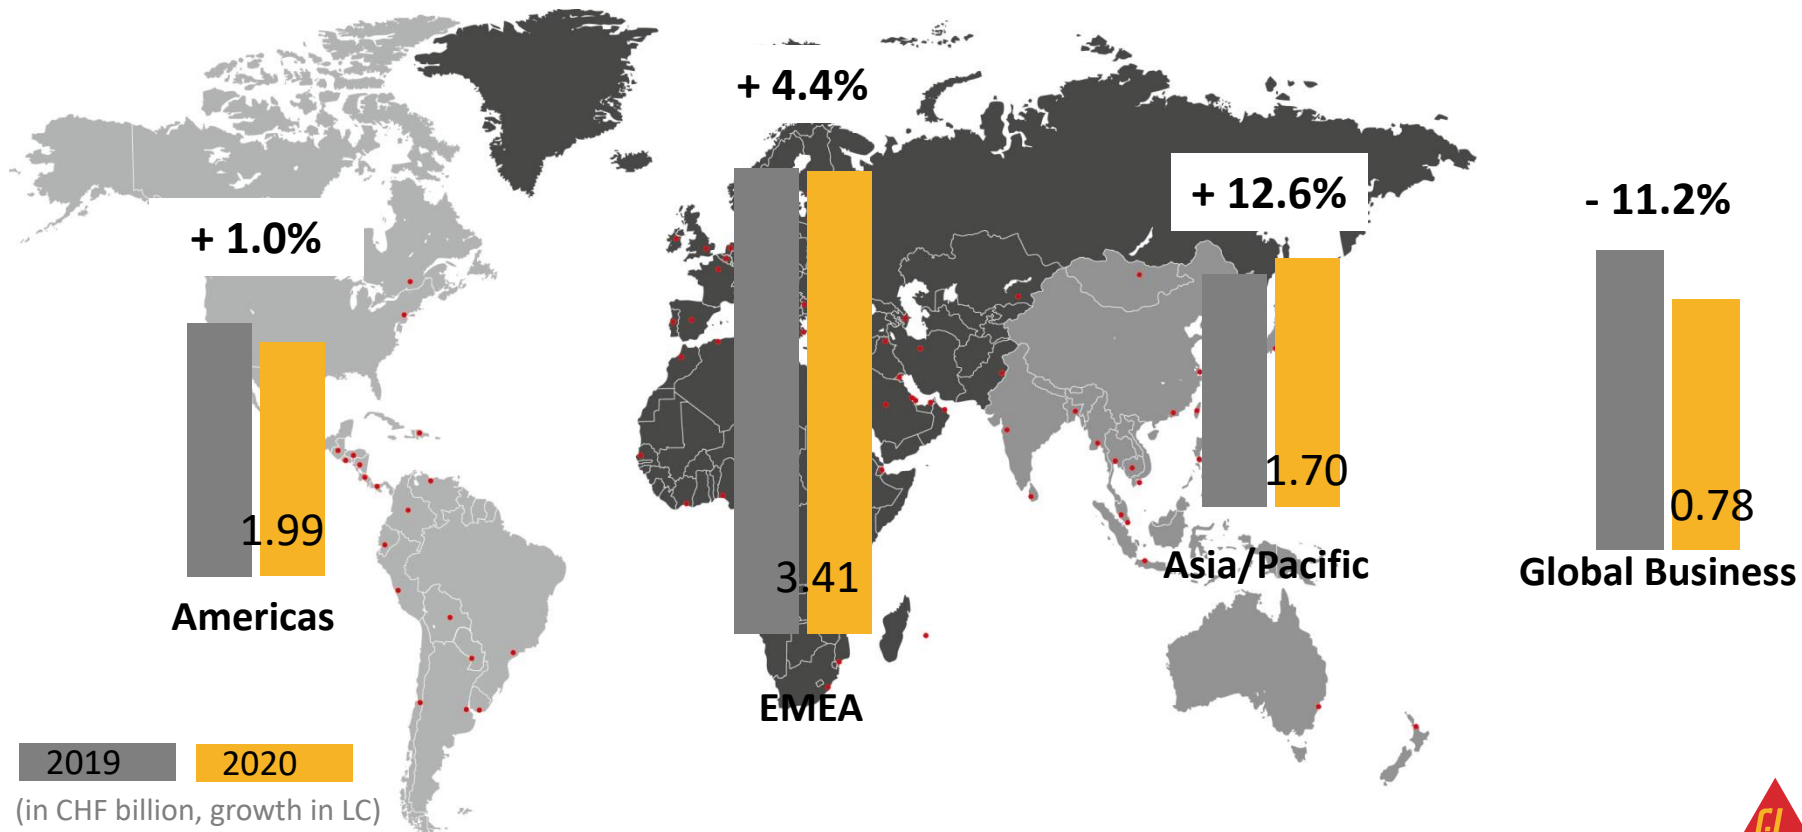 + 4.4%
+ 12.6%
- 11.2%
+ 1.0%
1.70
0.78
1.99
Asia/Pacific
Global Business
3.41
Americas
EMEA
2019
2020
(in CHF billion, growth in LC)